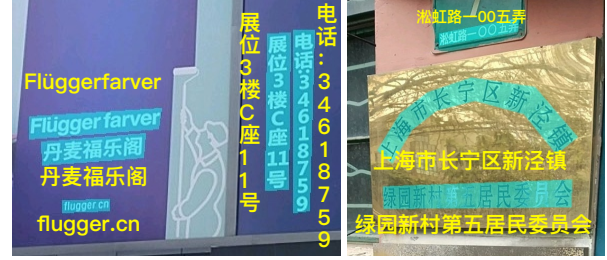 Flüggerfarver
Flügger farver
丹麦福乐阁
丹麦福乐阁
flugger.cn
flugger.cn
展位3楼C座11号
展位3楼C座11号
电话:34618759
电话:34618759
淞虹路一00五弄
淞虹路一〇〇五弄
上海市长宁区新泾镇
上海市长宁区新泾镇
绿园新村第五居民委员会
绿园新村第五居民委员会